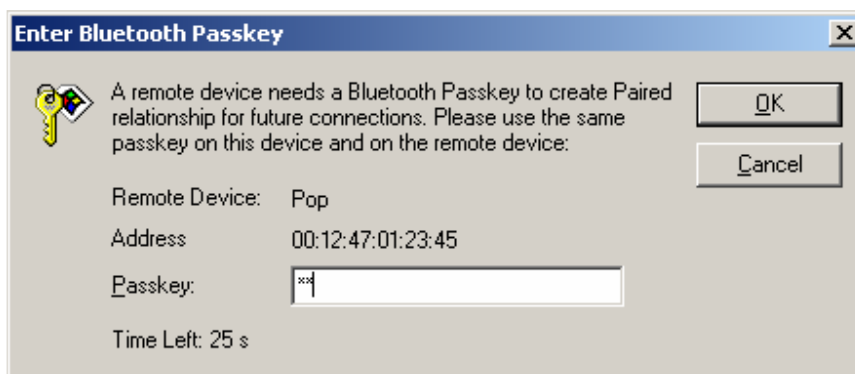 Enter Bluetooth Passkey
A remote device needs a Bluetooth Passkey to create Paired
relationship for future connections. Please use the same
passkey on this device and on the remote device:
OK
Cancel
Remote Device: Pop
Address 00:12:47:01:23:45
Passkey: **
Time Left: 25 s